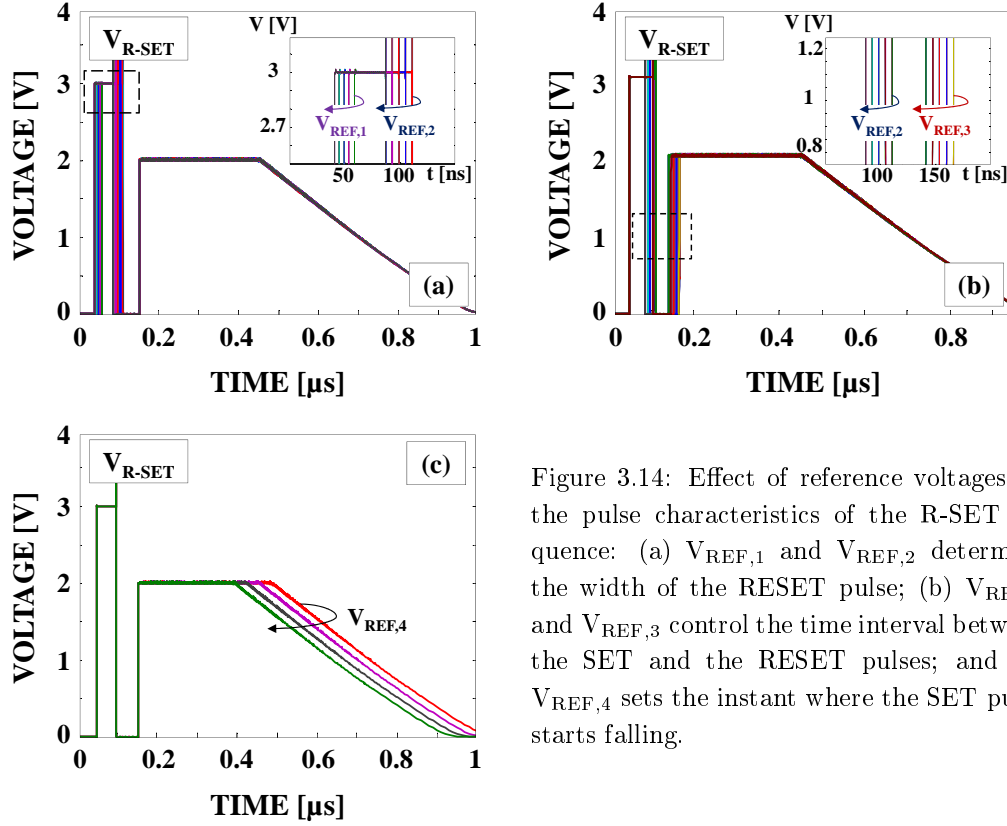 4
3
2
1
0
VOLTAGE [V]
V_R-SET
V [V]
3
2.7
V_REF,1
V_REF,2
50
100
t [ns]
(a)
0
0.2
0.4
0.6
0.8
1
TIME [µs]
4
3
2
1
0
VOLTAGE [V]
V_R-SET
V [V]
1.2
1
0.8
V_REF,2
V_REF,3
100
150
t [ns]
(b)
0
0.2
0.4
0.6
0.8
TIME [µs]
4
3
2
1
0
VOLTAGE [V]
V_R-SET
(c)
V_REF,4
0
0.2
0.4
0.6
0.8
1
TIME [µs]
Figure 3.14: Effect of reference voltages
the pulse characteristics of the R-SET
quence: (a) V_REF,1 and V_REF,2 determ
the width of the RESET pulse; (b) V_RE
and V_REF,3 control the time interval betw
the SET and the RESET pulses; and
V_REF,4 sets the instant where the SET pu
starts falling.